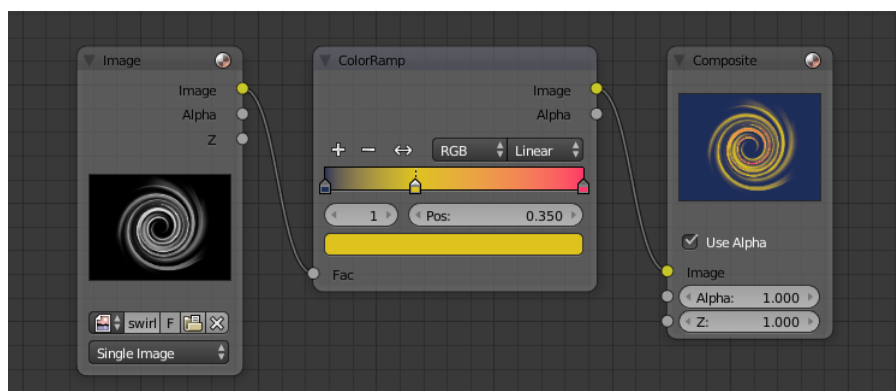 Image
Image
Alpha
Z
swirl F
Single Image
ColorRamp
Image
Alpha
RGB Linear
1 Pos: 0.350
Fac
Composite
Use Alpha
Image
Alpha: 1.000
Z: 1.000